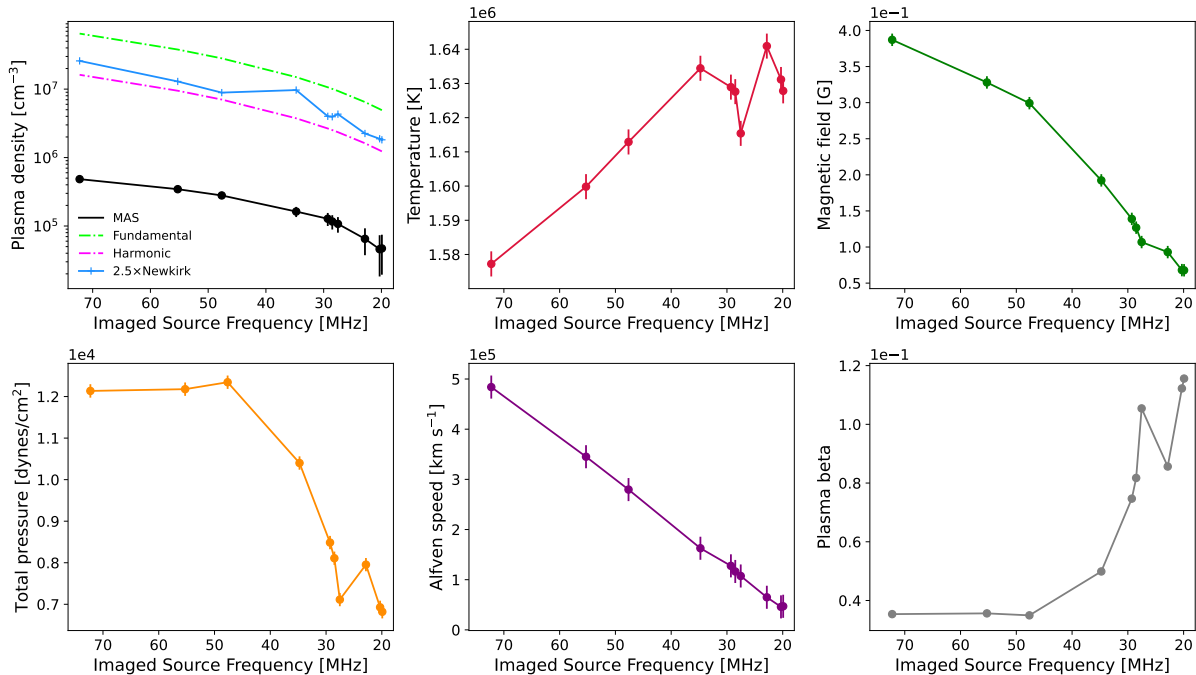 1e6
1e−1
Plasma density [cm⁻³]
10⁷
10⁶
10⁵
MAS
Fundamental
Harmonic
2.5×Newkirk
70 60 50 40 30 20
Imaged Source Frequency [MHz]
Temperature [K]
1.64
1.63
1.62
1.61
1.60
1.59
1.58
70 60 50 40 30 20
Imaged Source Frequency [MHz]
Magnetic field [G]
4.0
3.5
3.0
2.5
2.0
1.5
1.0
0.5
70 60 50 40 30 20
Imaged Source Frequency [MHz]
1e4
Total pressure [dynes/cm²]
1.2
1.1
1.0
0.9
0.8
0.7
70 60 50 40 30 20
Imaged Source Frequency [MHz]
1e5
Alfven speed [km s⁻¹]
5
4
3
2
1
0
70 60 50 40 30 20
Imaged Source Frequency [MHz]
1e−1
Plasma beta
1.2
1.0
0.8
0.6
0.4
70 60 50 40 30 20
Imaged Source Frequency [MHz]